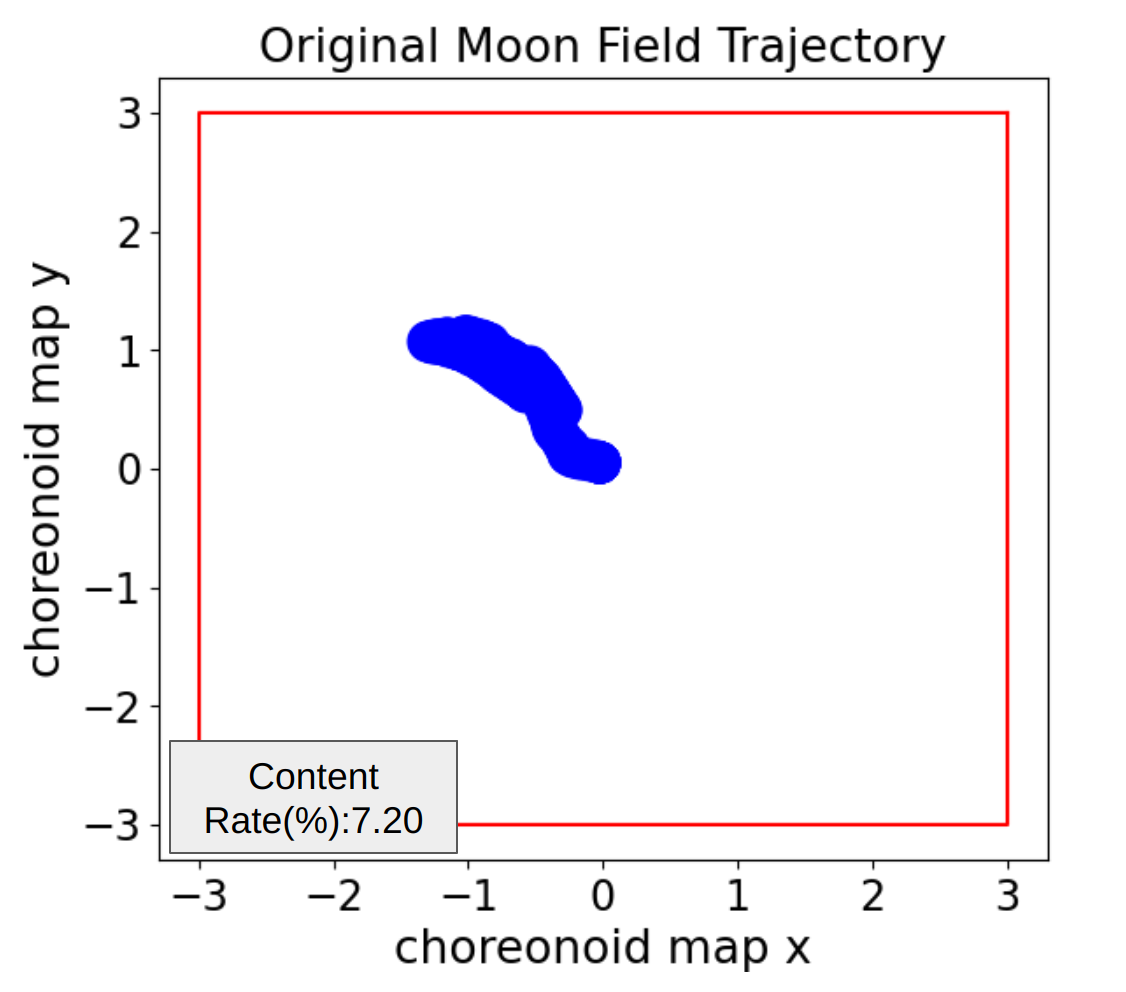 Original Moon Field Trajectory
choreonoid map y
3
2
1
0
−1
−2
−3
Content
Rate(%):7.20
−3 −2 −1 0 1 2 3
choreonoid map x